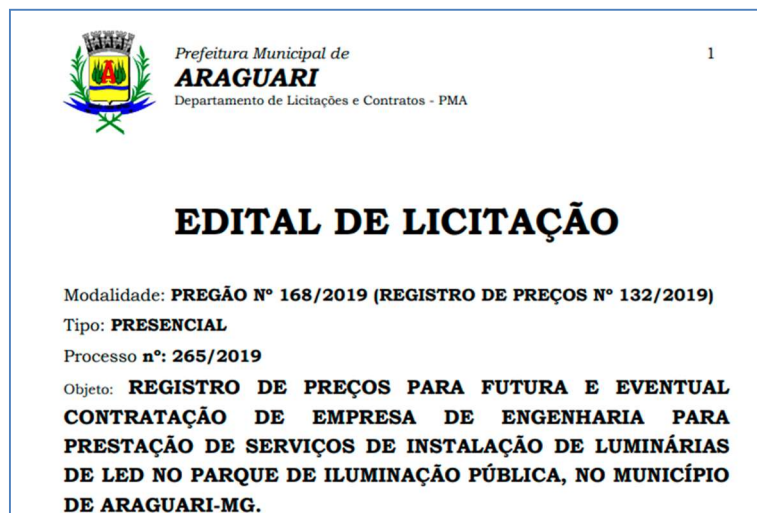 Prefeitura Municipal de
1
ARAGUARI
Departamento de Licitações e Contratos - PMA
A
EDITAL DE LICITAÇÃO
Modalidade: PREGÃO Nº 168/2019 (REGISTRO DE PREÇOS Nº 132/2019)
Tipo: PRESENCIAL
Processo nº: 265/2019
Objeto: REGISTRO DE PREÇOS PARA FUTURA E EVENTUAL
CONTRATAÇÃO DE EMPRESA DE ENGENHARIA PARA
PRESTAÇÃO DE SERVIÇOS DE INSTALAÇÃO DE LUMINÁRIAS
DE LED NO PARQUE DE ILUMINAÇÃO PÚBLICA, NO MUNICÍPIO
DE ARAGUARI-MG.